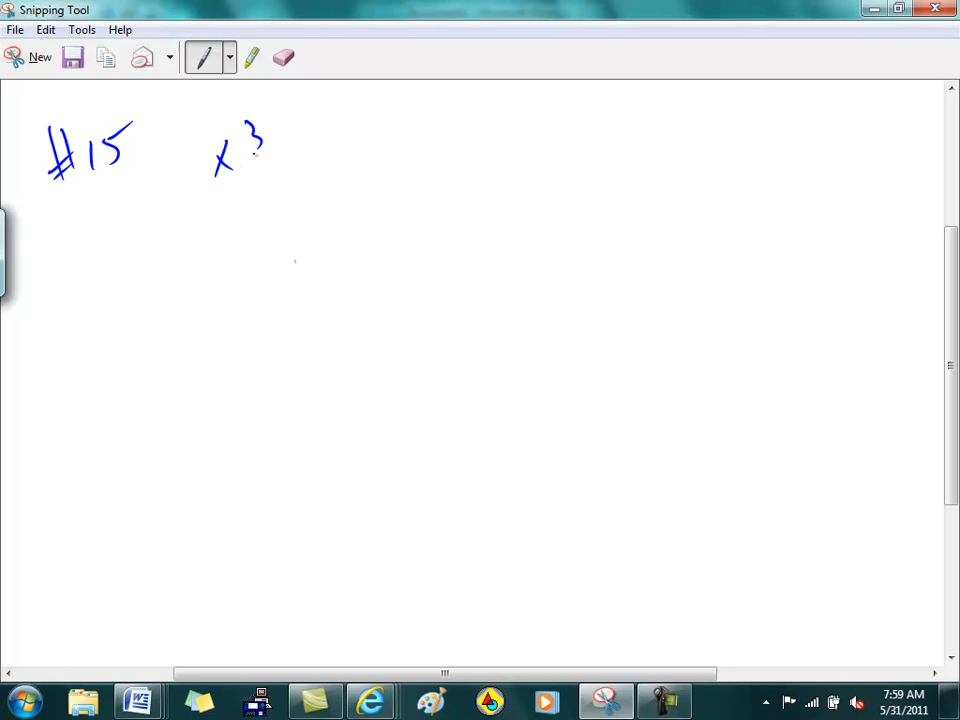 Snipping Tool
File Edit Tools Help
New
#15 x³
7:59 AM
5/31/2011